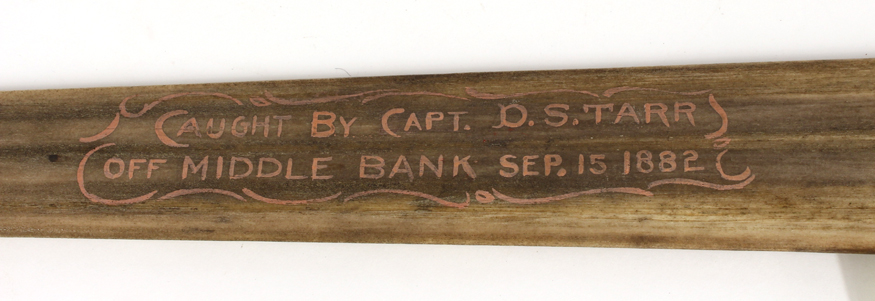 CAUGHT BY CAPT. D.S. TARR
OFF MIDDLE BANK SEP. 15 1882